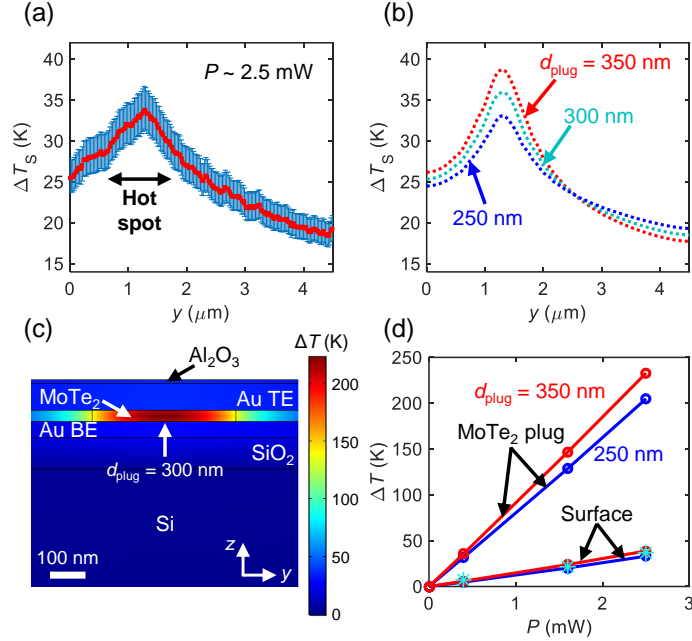 (a)
P ~ 2.5 mW
Hot
spot
ΔT_S (K)
40
35
30
25
20
15
0 1 2 3 4
y (μm)
(b)
d_plug = 350 nm
300 nm
250 nm
ΔT_S (K)
40
35
30
25
20
15
0 1 2 3 4
y (μm)
(c)
ΔT (K)
Al₂O₃
MoTe₂
Au TE
Au BE
SiO₂
d_plug = 300 nm
Si
100 nm
z
y
200
150
100
50
0
(d)
d_plug = 350 nm
MoTe₂ plug
250 nm
Surface
ΔT (K)
250
200
150
100
50
0
0 1 2 3
P (mW)